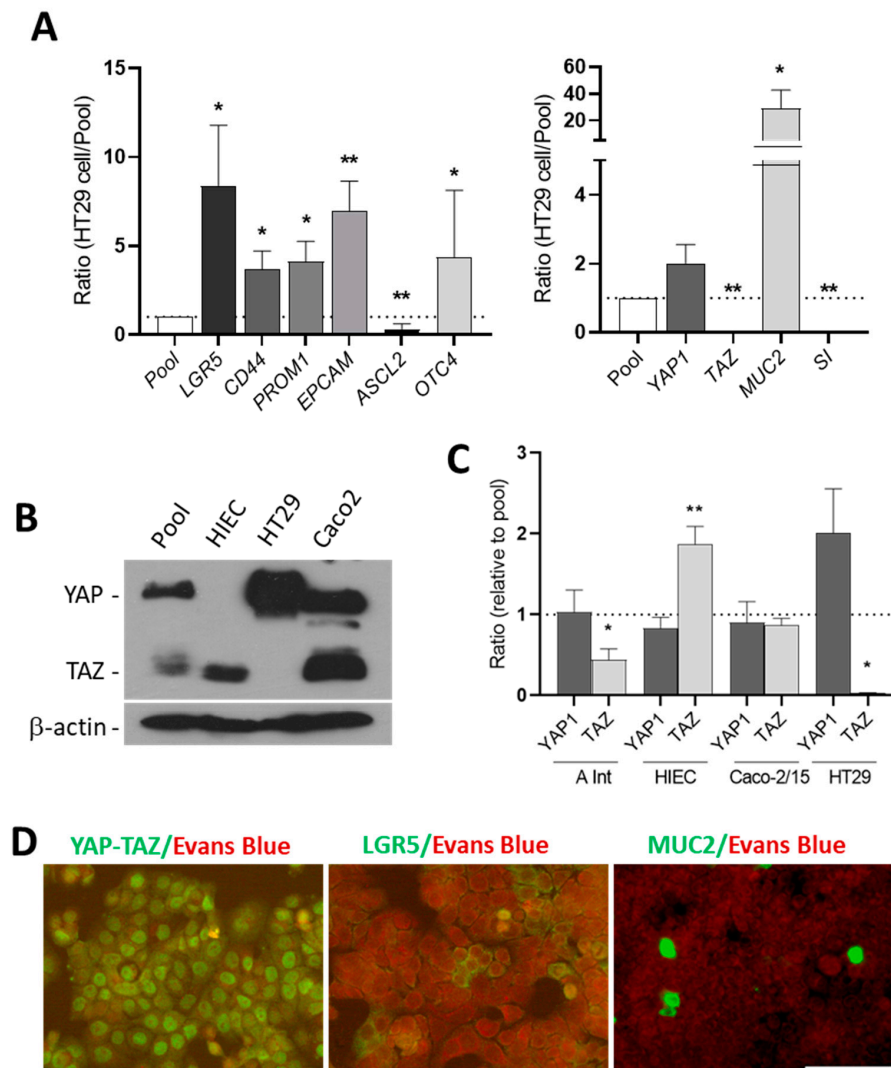 A
Ratio (HT29 cell/Pool)
15
10
5
0
*
*
*
**
**
*
Pool
LGR5
CD44
PROM1
EPCAM
ASCL2
OTC4
Ratio (HT29 cell/Pool)
60
40
20
4
2
0
*
**
**
Pool
YAP1
TAZ
MUC2
SI
B
Pool
HIEC
HT29
Caco2
YAP -
TAZ -
β-actin -
C
Ratio (relative to pool)
3
2
1
0
*
**
*
YAP1
TAZ
YAP1
TAZ
YAP1
TAZ
YAP1
TAZ
A Int
HIEC
Caco-2/15
HT29
D
YAP-TAZ/Evans Blue
LGR5/Evans Blue
MUC2/Evans Blue